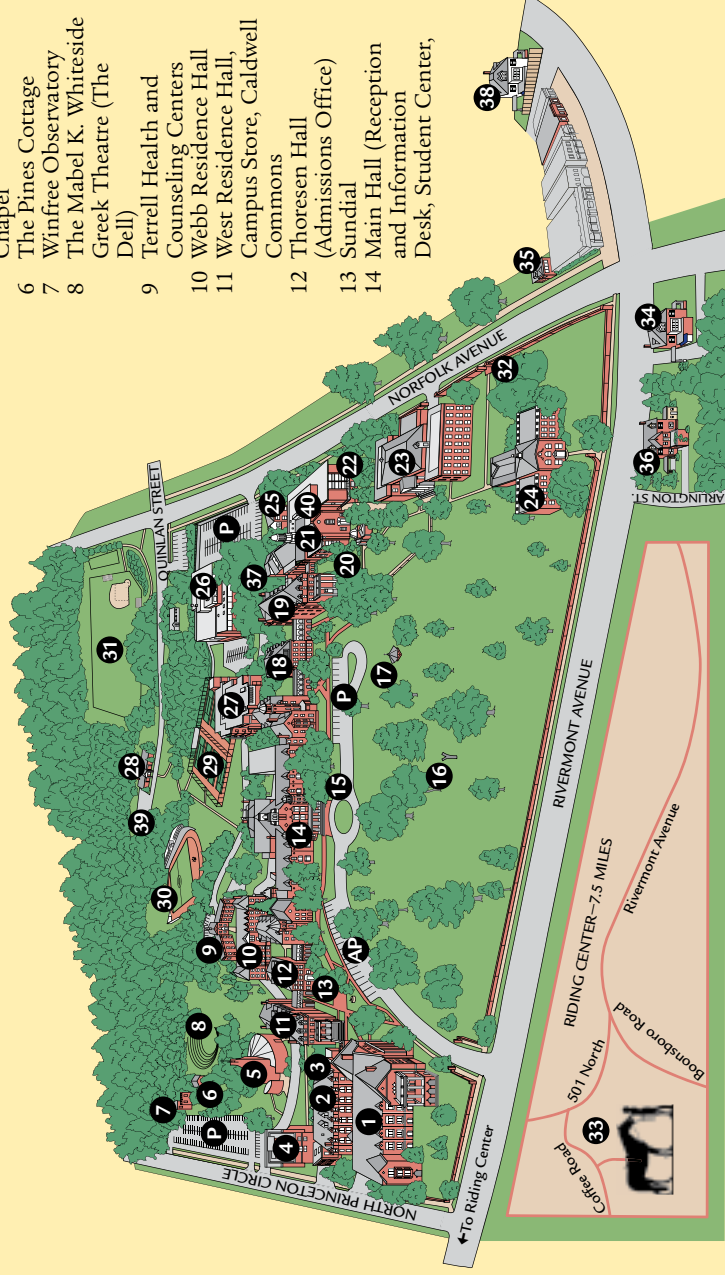 Chapel
6 The Pines Cottage
7 Winfree Observatory
8 The Mabel K. Whiteside
Greek Theatre (The
Dell)
9 Terrell Health and
Counseling Centers
10 Webb Residence Hall
11 West Residence Hall,
Campus Store, Caldwell
Commons
12 Thoresen Hall
(Admissions Office)
13 Sundial
14 Main Hall (Reception
and Information
Desk, Student Center,
NORTH PRINCETON CIRCLE
←To Riding Center
QUINLAN STREET
NORFOLK AVENUE
RIVERMONT AVENUE
ARLINGTON ST.
RIDING CENTER–7.5 MILES
Rivermont Avenue
Boonsboro Road
501 North
Coffee Road
P
P
P
AP
1
2
3
4
5
6
7
8
9
10
11
12
13
14
15
16
17
18
19
20
21
22
23
24
25
26
27
28
29
30
31
32
33
34
35
36
37
38
39
40